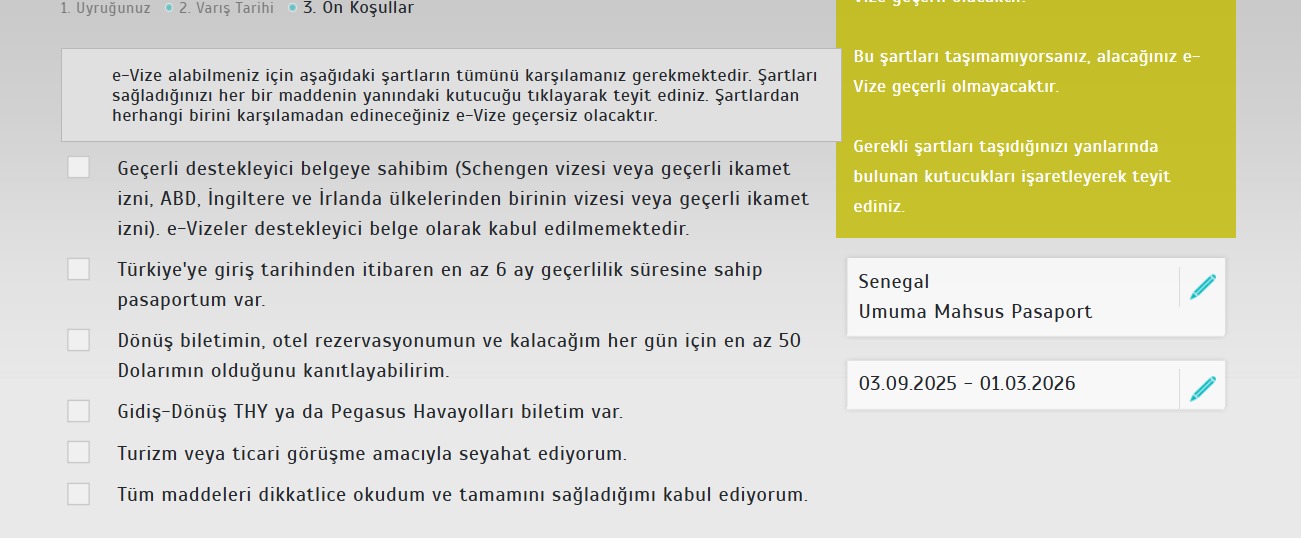 1. Uyruğunuz 2. Varış Tarihi 3. Ön Koşullar
e-Vize alabilmeniz için aşağıdaki şartların tümünü karşılamanız gerekmektedir. Şartları
sağladığınızı her bir maddenin yanındaki kutucuğu tıklayarak teyit ediniz. Şartlardan
herhangi birini karşılamadan edineceğiniz e-Vize geçersiz olacaktır.
Geçerli destekleyici belgeye sahibim (Schengen vizesi veya geçerli ikamet
izni, ABD, İngiltere ve İrlanda ülkelerinden birinin vizesi veya geçerli ikamet
izni). e-Vizeler destekleyici belge olarak kabul edilmemektedir.
Türkiye'ye giriş tarihinden itibaren en az 6 ay geçerlilik süresine sahip
pasaportum var.
Dönüş biletimin, otel rezervasyonumun ve kalacağım her gün için en az 50
Dolarımın olduğunu kanıtlayabilirim.
Gidiş-Dönüş THY ya da Pegasus Havayolları biletim var.
Turizm veya ticari görüşme amacıyla seyahat ediyorum.
Tüm maddeleri dikkatlice okudum ve tamamını sağladığımı kabul ediyorum.
Vize geçerli olacaktır.
Bu şartları taşımamıyorsanız, alacağınız e-
Vize geçerli olmayacaktır.
Gerekli şartları taşıdığınızı yanlarında
bulunan kutucukları işaretleyerek teyit
ediniz.
Senegal
Umuma Mahsus Pasaport
03.09.2025 - 01.03.2026